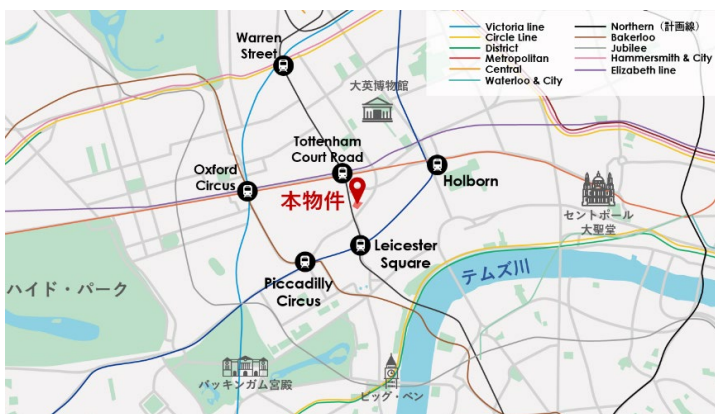 Victoria line
Circle Line
District
Metropolitan
Central
Waterloo & City
Northern（計画線）
Bakerloo
Jubilee
Hammersmith & City
Elizabeth line
Warren
Street
大英博物館
Tottenham
Court Road
Oxford
Circus
Holborn
本物件
セントポール
大聖堂
Leicester
Square
Piccadilly
Circus
テムズ川
ハイド・パーク
バッキンガム宮殿
ビッグ・ベン